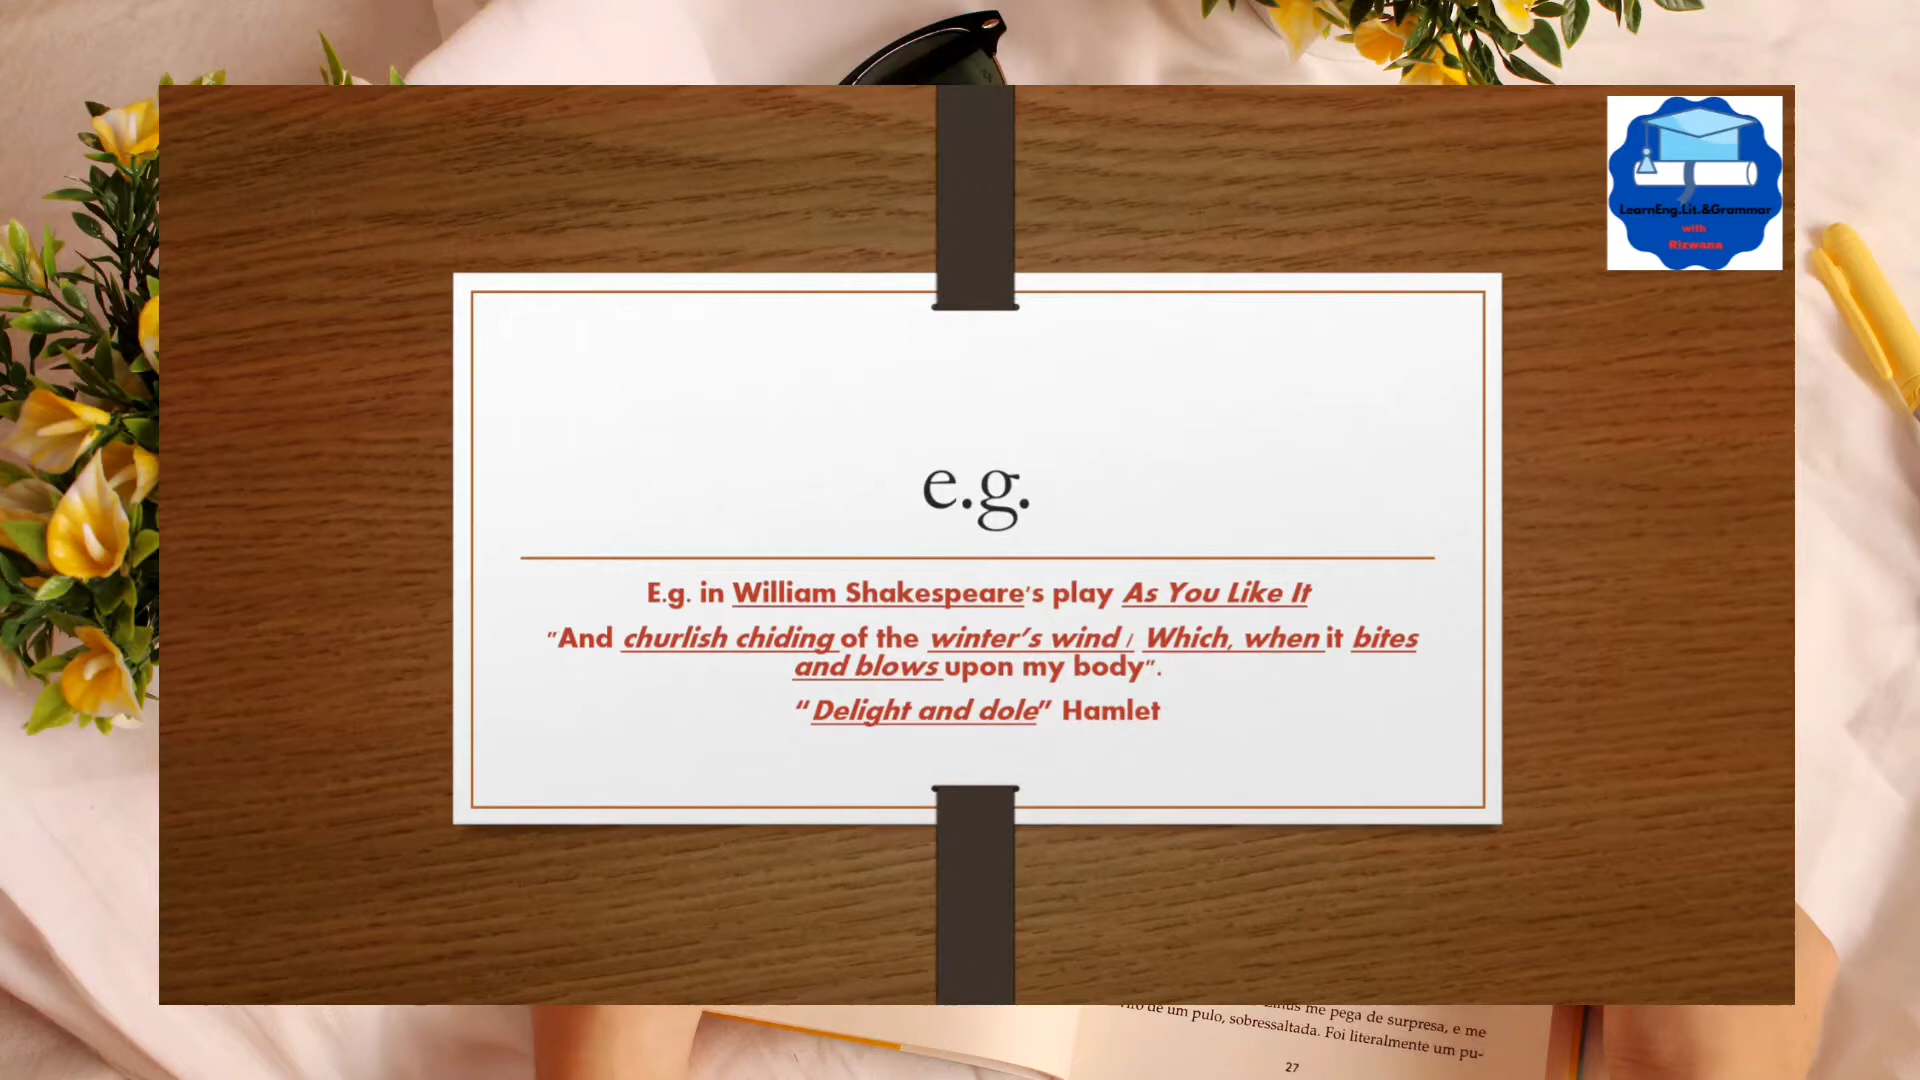 LearnEng.Lit.&Grammar
with
Rizwana
e.g.
E.g. in William Shakespeare's play As You Like It
"And churlish chiding of the winter's wind / Which, when it bites
and blows upon my body".
“Delight and dole” Hamlet
me pega de surpresa, e me
de um pulo, sobressaltada. Foi literalmente um pu-
27